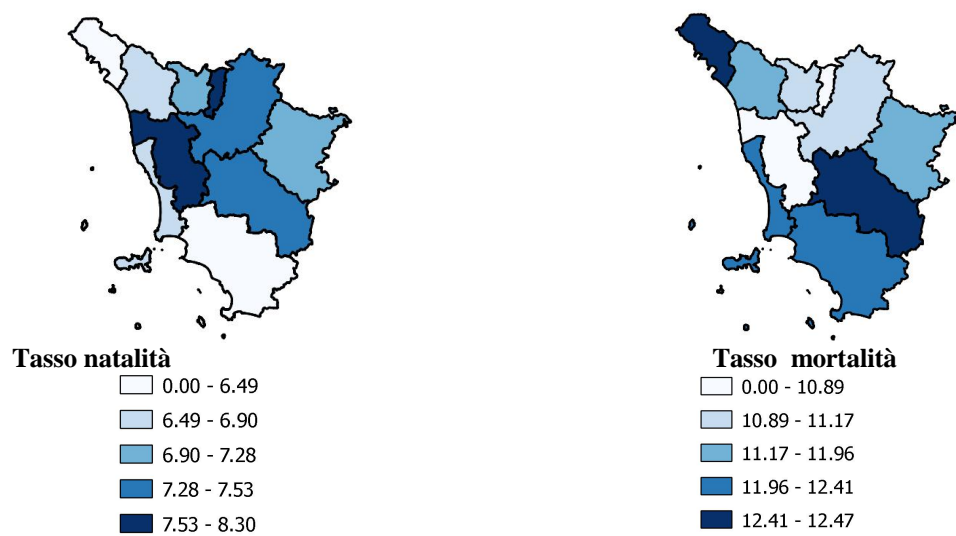 Tasso natalità
0.00 - 6.49
6.49 - 6.90
6.90 - 7.28
7.28 - 7.53
7.53 - 8.30
Tasso mortalità
0.00 - 10.89
10.89 - 11.17
11.17 - 11.96
11.96 - 12.41
12.41 - 12.47